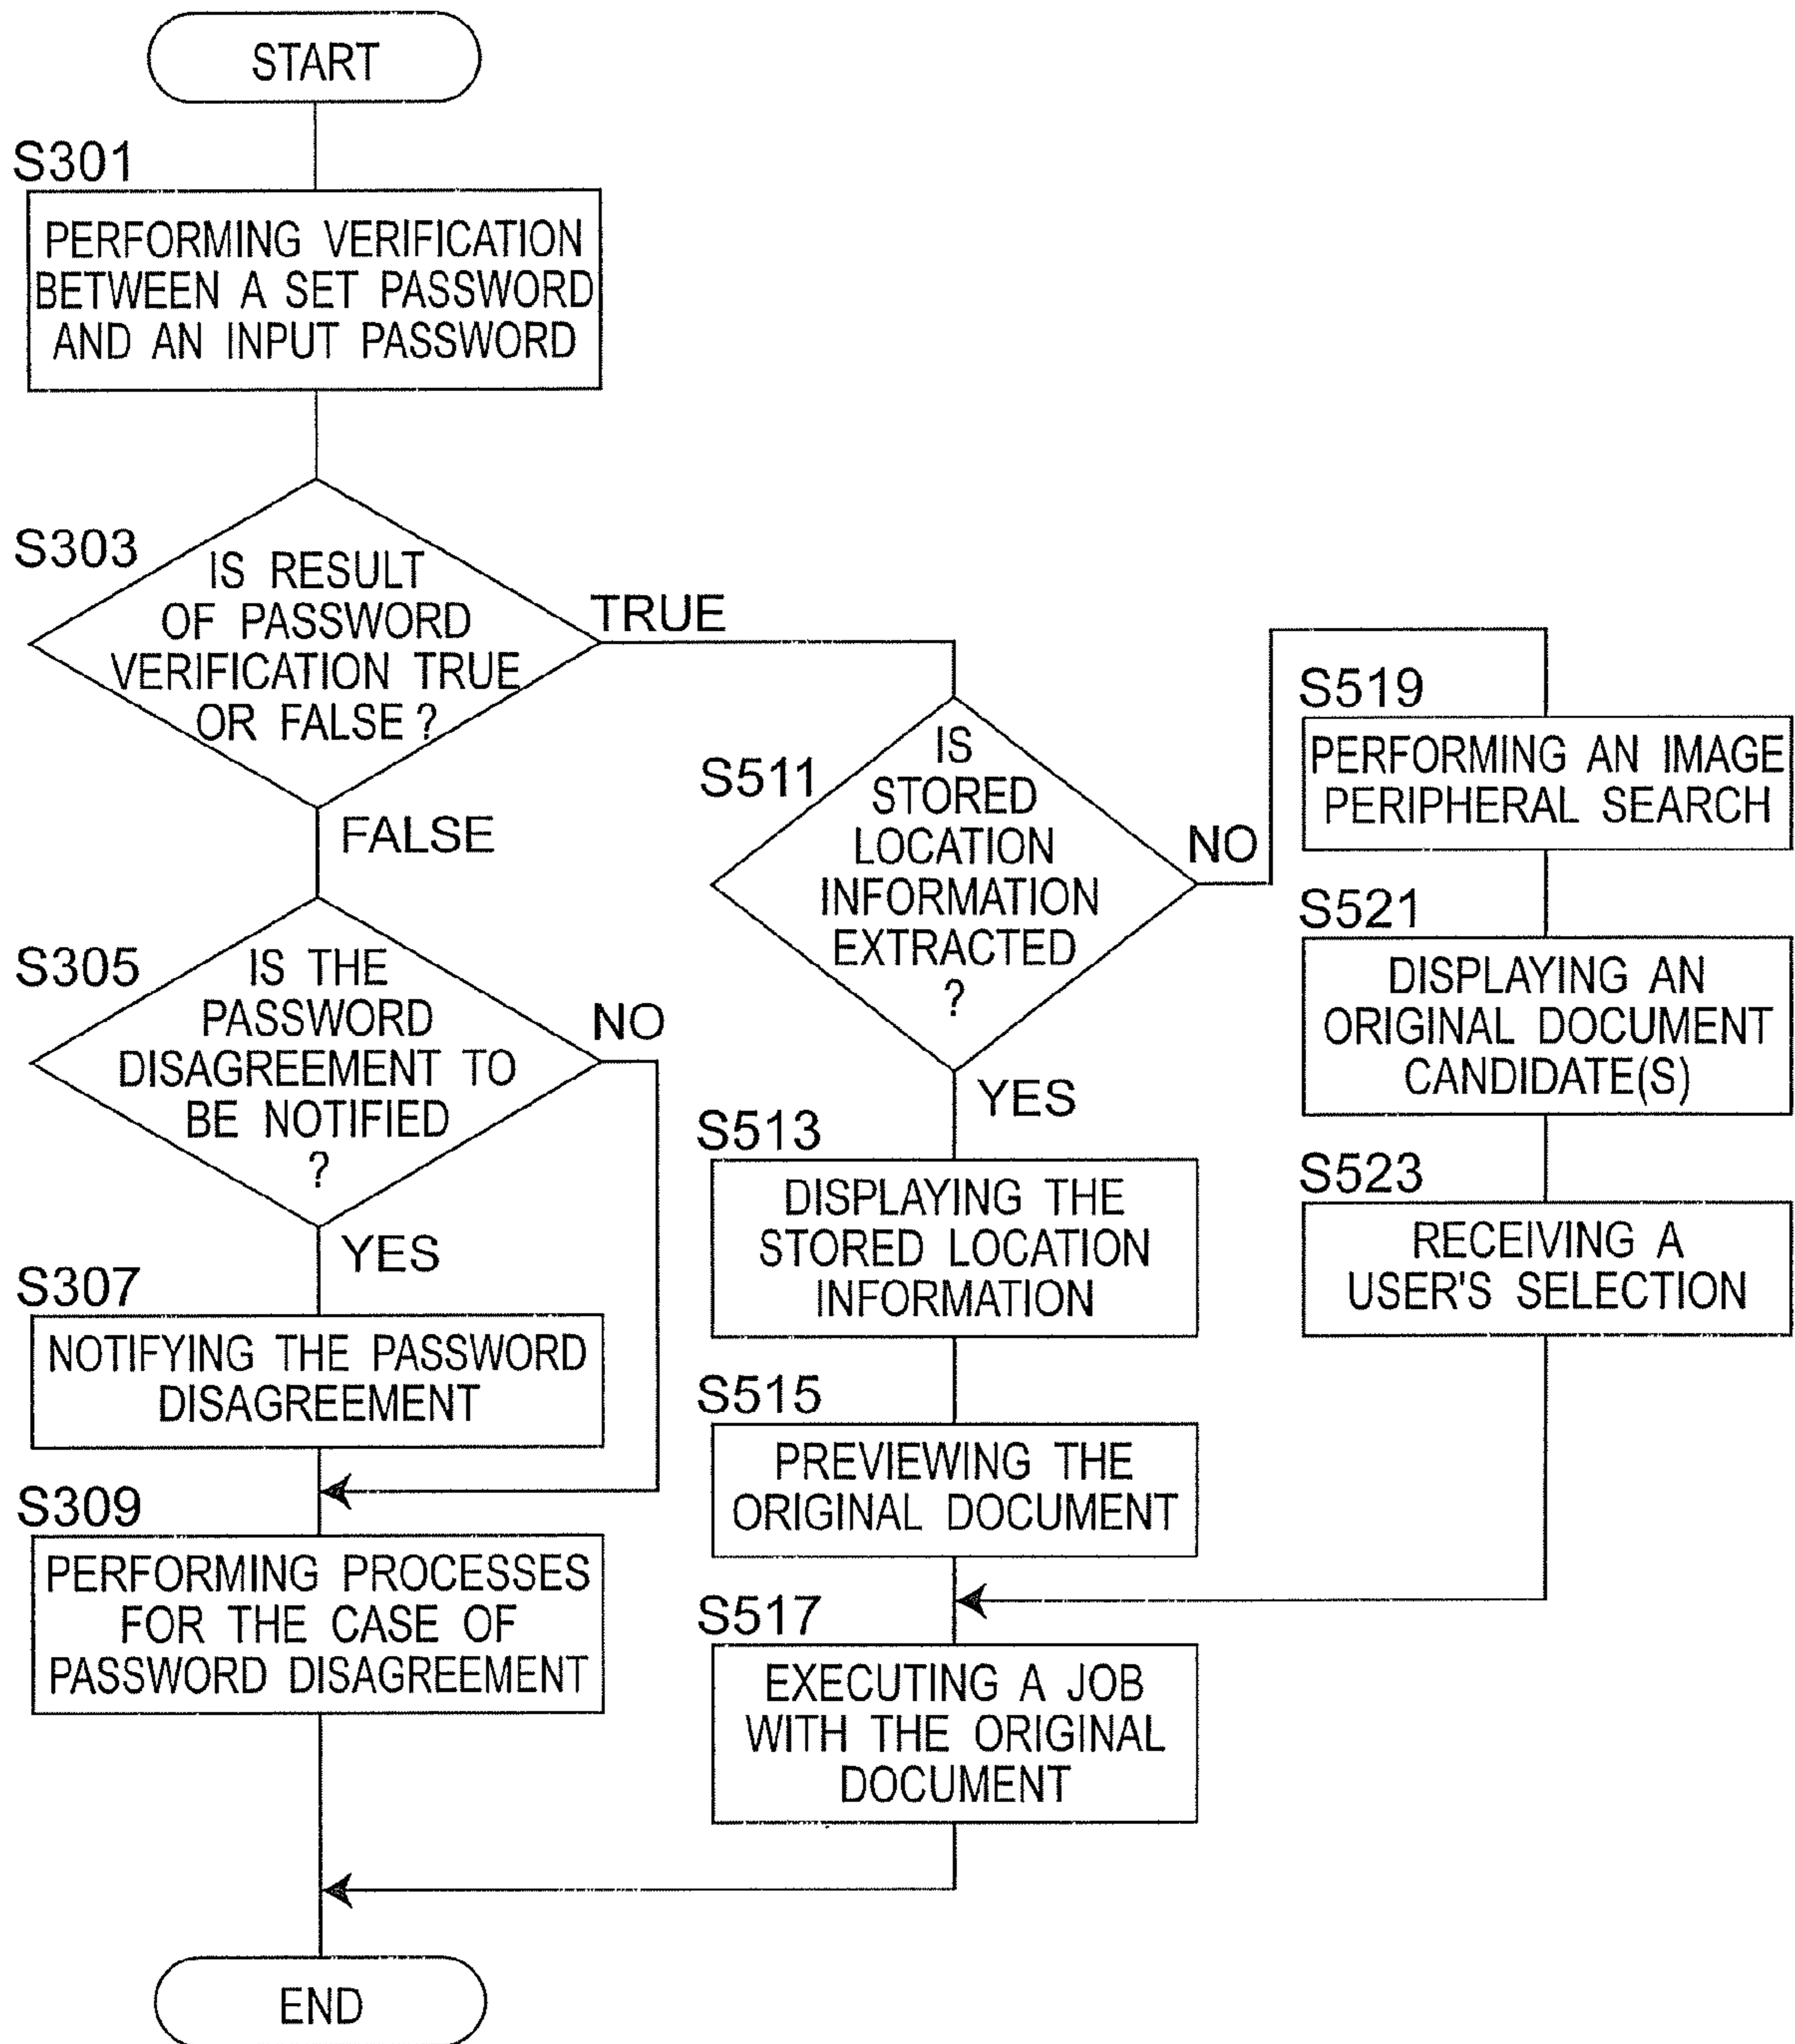 START
S301
PERFORMING VERIFICATION
BETWEEN A SET PASSWORD
AND AN INPUT PASSWORD
S303
IS RESULT
OF PASSWORD
VERIFICATION TRUE
OR FALSE ?
TRUE
FALSE
S305
IS THE
PASSWORD
DISAGREEMENT TO
BE NOTIFIED
?
NO
YES
S307
NOTIFYING THE PASSWORD
DISAGREEMENT
S309
PERFORMING PROCESSES
FOR THE CASE OF
PASSWORD DISAGREEMENT
S511
IS
STORED
LOCATION
INFORMATION
EXTRACTED
?
NO
YES
S513
DISPLAYING THE
STORED LOCATION
INFORMATION
S515
PREVIEWING THE
ORIGINAL DOCUMENT
S517
EXECUTING A JOB
WITH THE ORIGINAL
DOCUMENT
S519
PERFORMING AN IMAGE
PERIPHERAL SEARCH
S521
DISPLAYING AN
ORIGINAL DOCUMENT
CANDIDATE(S)
S523
RECEIVING A
USER'S SELECTION
END